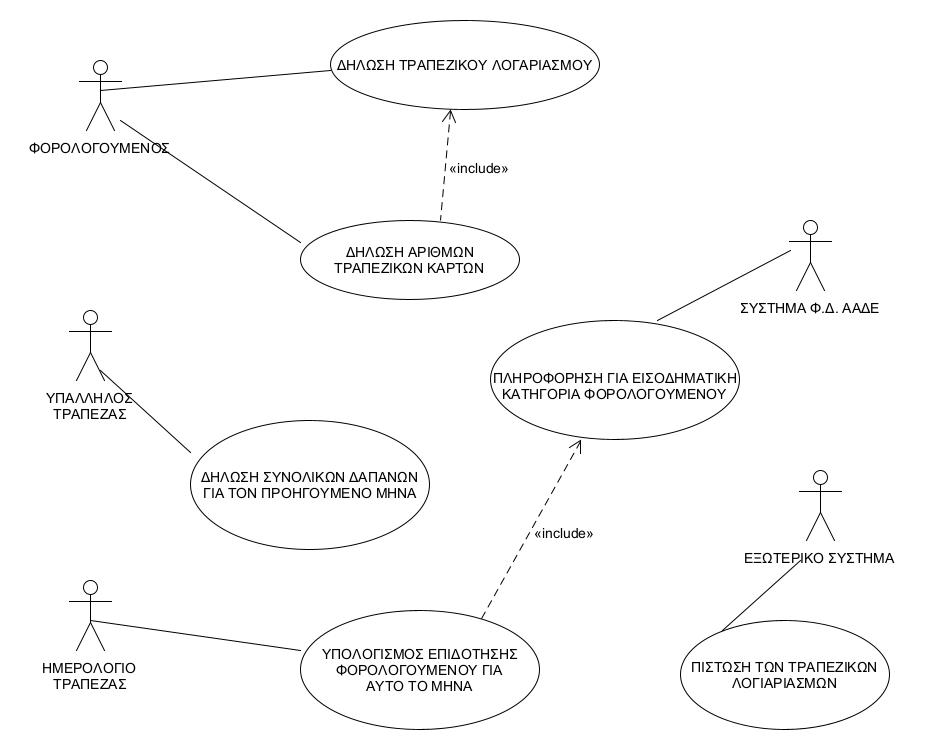 ΔΗΛΩΣΗ ΤΡΑΠΕΖΙΚΟΥ ΛΟΓΑΡΙΑΣΜΟΥ
ΦΟΡΟΛΟΓΟΥΜΕΝΟΣ
«include»
ΔΗΛΩΣΗ ΑΡΙΘΜΩΝ
ΤΡΑΠΕΖΙΚΩΝ ΚΑΡΤΩΝ
ΣΥΣΤΗΜΑ Φ.Δ. ΑΑΔΕ
ΠΛΗΡΟΦΟΡΗΣΗ ΓΙΑ ΕΙΣΟΔΗΜΑΤΙΚΗ
ΚΑΤΗΓΟΡΙΑ ΦΟΡΟΛΟΓΟΥΜΕΝΟΥ
ΥΠΑΛΛΗΛΟΣ
ΤΡΑΠΕΖΑΣ
ΔΗΛΩΣΗ ΣΥΝΟΛΙΚΩΝ ΔΑΠΑΝΩΝ
ΓΙΑ ΤΟΝ ΠΡΟΗΓΟΥΜΕΝΟ ΜΗΝΑ
«include»
ΕΞΩΤΕΡΙΚΟ ΣΥΣΤΗΜΑ
ΗΜΕΡΟΛΟΓΙΟ
ΤΡΑΠΕΖΑΣ
ΥΠΟΛΟΓΙΣΜΟΣ ΕΠΙΔΟΤΗΣΗΣ
ΦΟΡΟΛΟΓΟΥΜΕΝΟΥ ΓΙΑ
ΑΥΤΟ ΤΟ ΜΗΝΑ
ΠΙΣΤΩΣΗ ΤΩΝ ΤΡΑΠΕΖΙΚΩΝ
ΛΟΓΙΑΡΙΑΣΜΩΝ